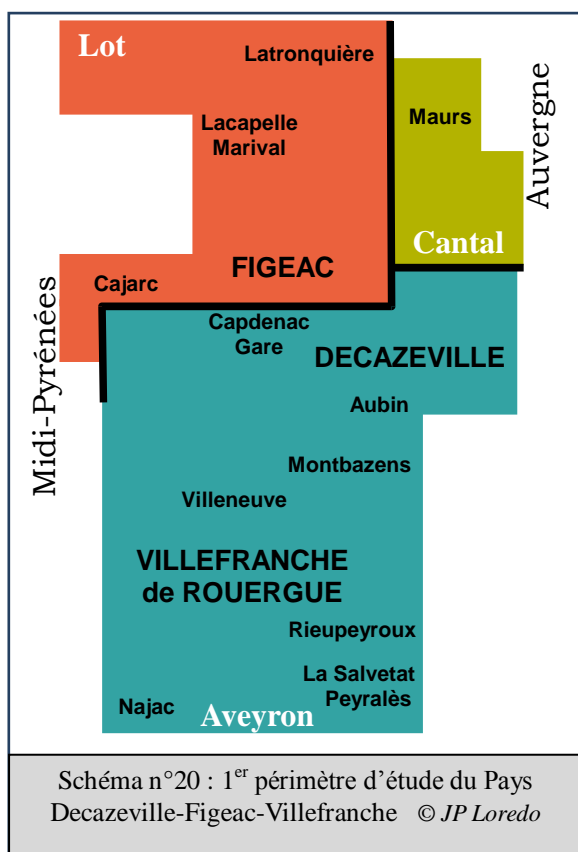 Lot
Latronquière
Maurs
Lacapelle
Marival
Auvergne
Cantal
FIGEAC
Cajarc
Midi-Pyrénées
Capdenac
Gare
DECAZEVILLE
Aubin
Montbazens
Villeneuve
VILLEFRANCHE
de ROUERGUE
Rieupeyroux
La Salvetat
Peyralès
Najac
Aveyron
Schéma n°20 : 1er périmètre d’étude du Pays
Decazeville-Figeac-Villefranche © JP Loredo